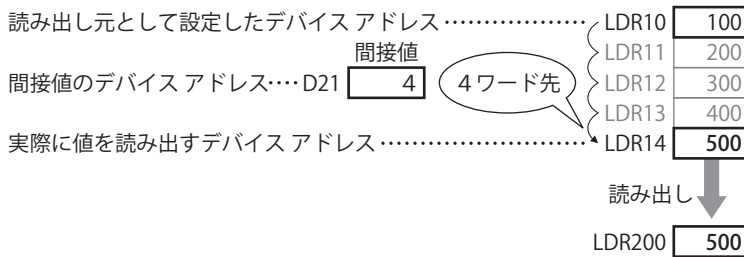 読み出し元として設定したデバイス アドレス ･････････････････ LDR10 100
LDR11 200
間接値
間接値のデバイス アドレス････ D21 4 4ワード先 LDR12 300
LDR13 400
実際に値を読み出すデバイス アドレス ･････････････････････････ LDR14 500
読み出し
LDR200 500